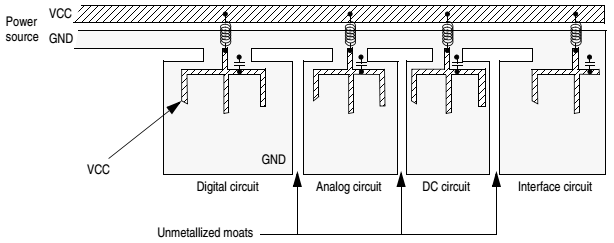 VCC
Power
source
GND
VCC
GND
Digital circuit
Analog circuit
DC circuit
Interface circuit
Unmetallized moats